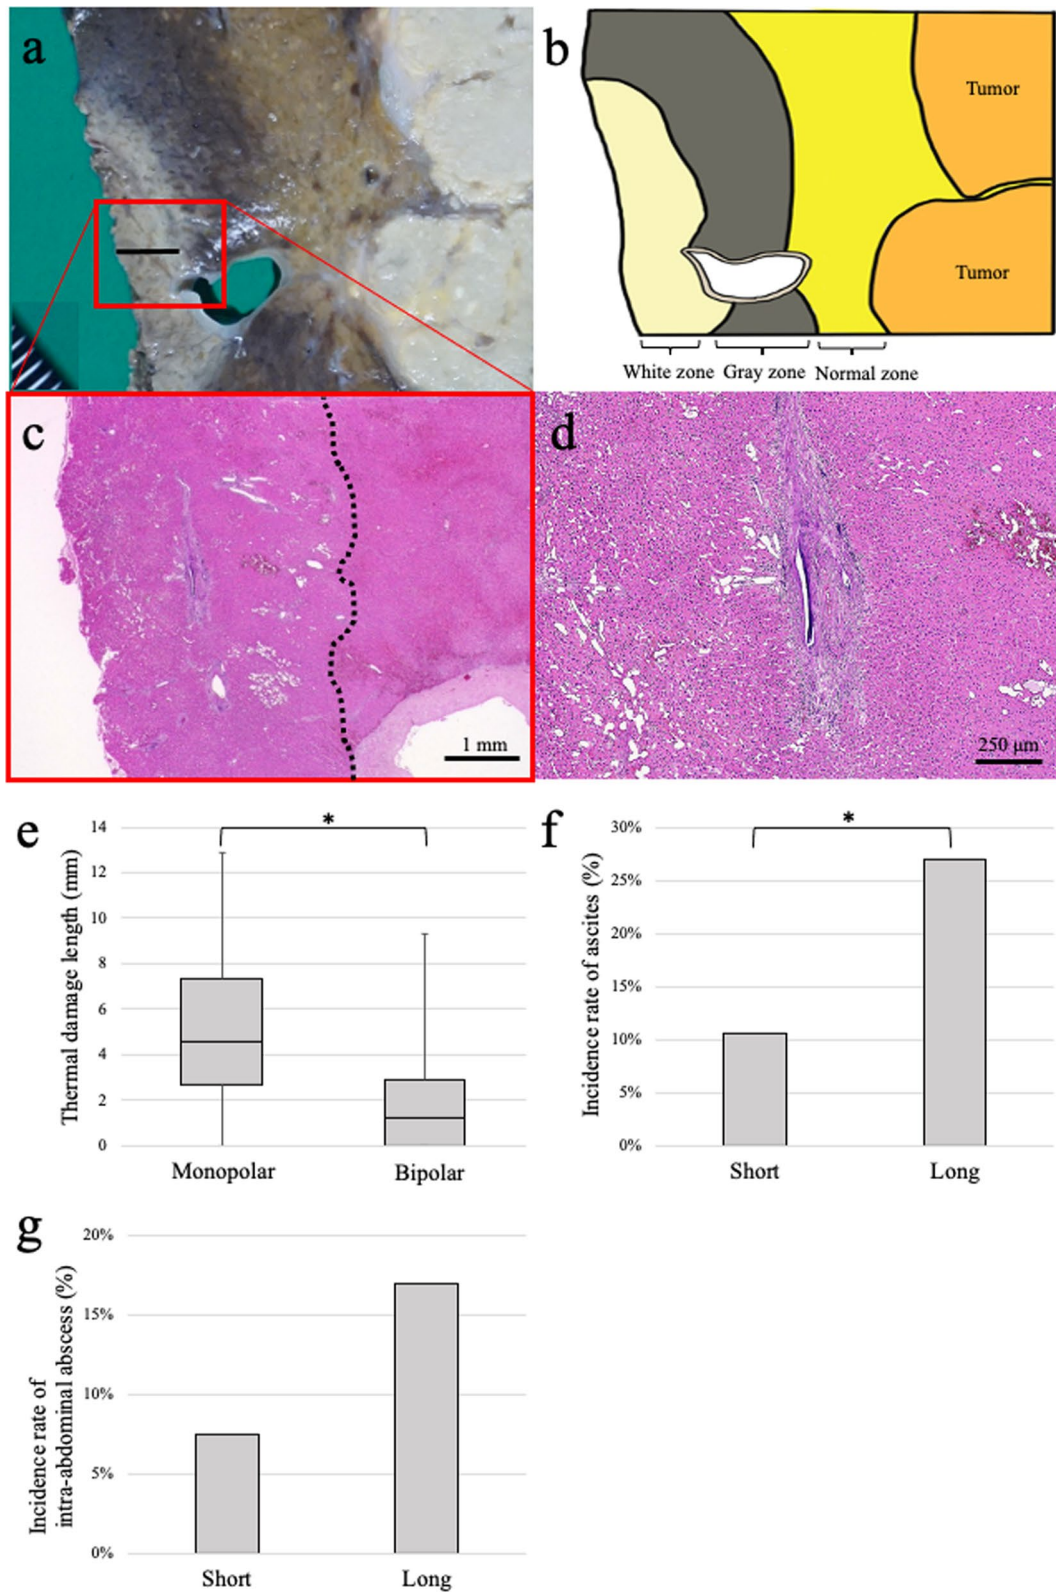 a
b
Tumor
Tumor
White zone Gray zone Normal zone
c
1 mm
d
250 μm
e
Thermal damage length (mm)
14
12
10
8
6
4
2
0
*
Monopolar
Bipolar
f
Incidence rate of ascites (%)
30%
25%
20%
15%
10%
5%
0%
*
Short
Long
g
Incidence rate of
intra-abdominal abscess (%)
20%
15%
10%
5%
0%
Short
Long